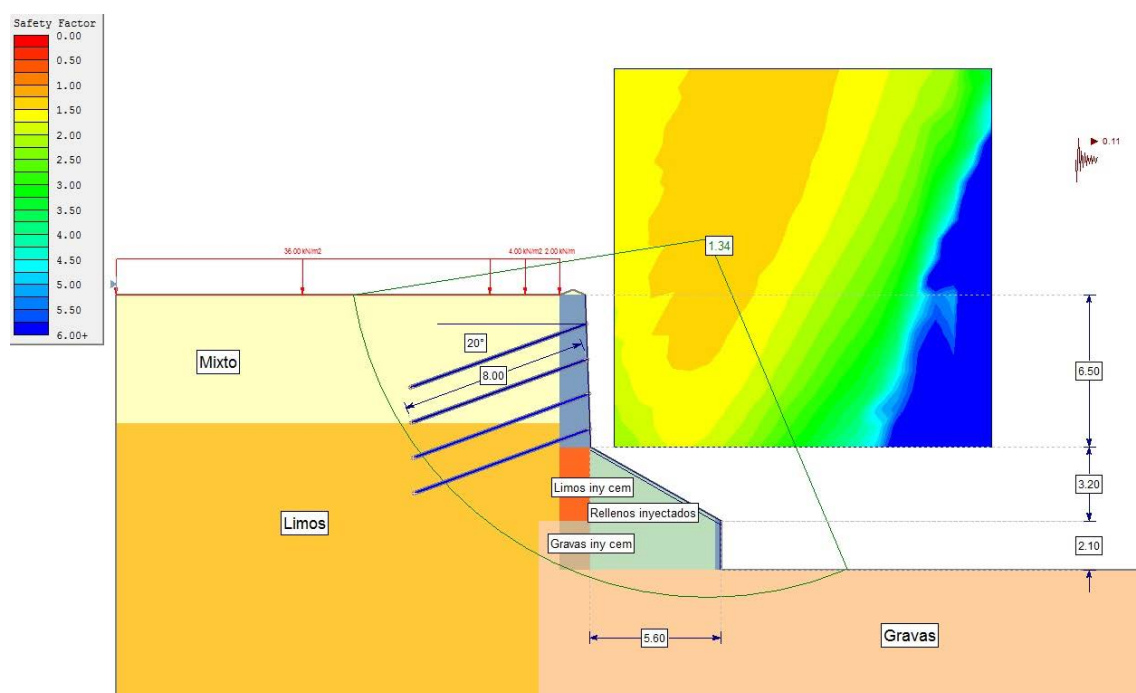 Safety Factor
0.00
0.50
1.00
1.50
2.00
2.50
3.00
3.50
4.00
4.50
5.00
5.50
6.00+
0.11
1.34
36.00 kN/m2
4.00 kN/m2
2.00 kN/m
20°
Mixto
8.00
6.50
Limos iny cem
3.20
Rellenos inyectados
Limos
Gravas iny cem
2.10
5.60
Gravas